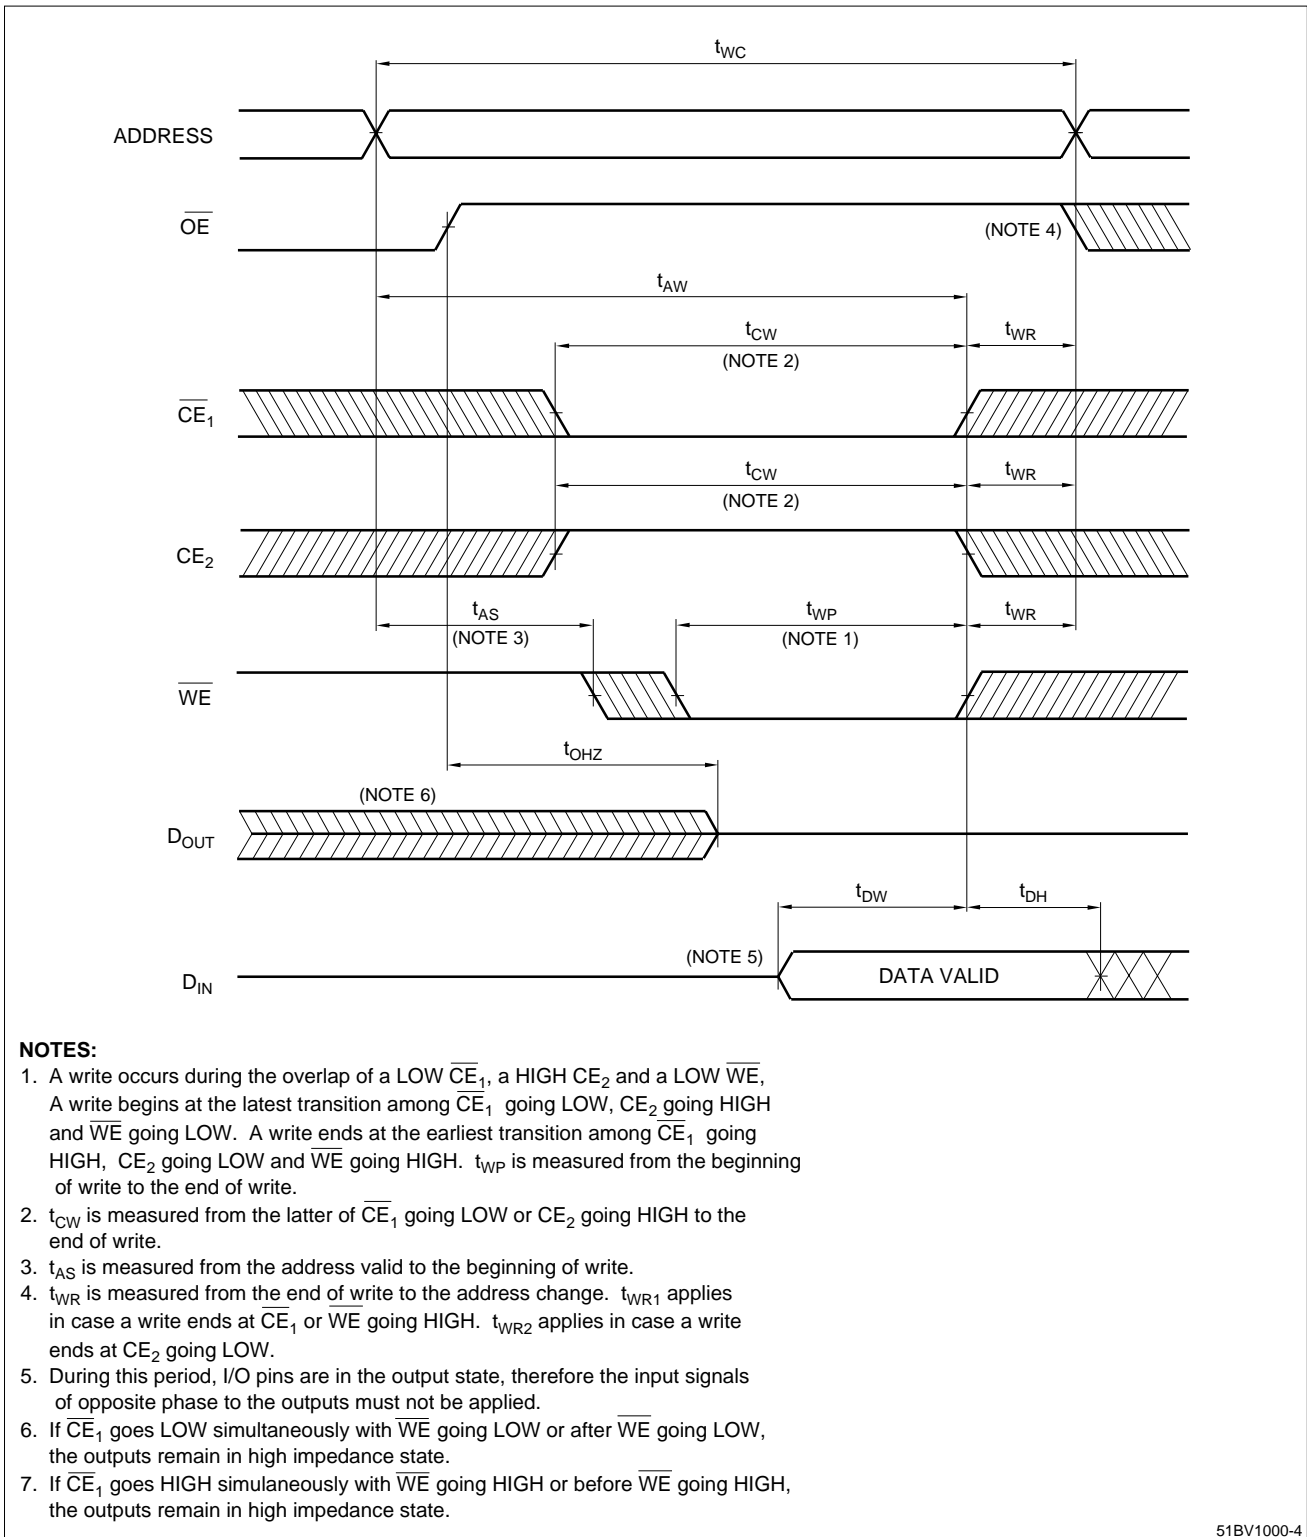 tWC
ADDRESS
OE
(NOTE 4)
tAW
tCW
tWR
(NOTE 2)
CE1
tCW
tWR
(NOTE 2)
CE2
tAS
tWP
tWR
(NOTE 3)
(NOTE 1)
WE
tOHZ
(NOTE 6)
DOUT
tDW
tDH
(NOTE 5)
DIN
DATA VALID
NOTES:
1. A write occurs during the overlap of a LOW CE1, a HIGH CE2 and a LOW WE,
A write begins at the latest transition among CE1 going LOW, CE2 going HIGH
and WE going LOW. A write ends at the earliest transition among CE1 going
HIGH, CE2 going LOW and WE going HIGH. tWP is measured from the beginning
of write to the end of write.
2. tCW is measured from the latter of CE1 going LOW or CE2 going HIGH to the
end of write.
3. tAS is measured from the address valid to the beginning of write.
4. tWR is measured from the end of write to the address change. tWR1 applies
in case a write ends at CE1 or WE going HIGH. tWR2 applies in case a write
ends at CE2 going LOW.
5. During this period, I/O pins are in the output state, therefore the input signals
of opposite phase to the outputs must not be applied.
6. If CE1 goes LOW simultaneously with WE going LOW or after WE going LOW,
the outputs remain in high impedance state.
7. If CE1 goes HIGH simulaneously with WE going HIGH or before WE going HIGH,
the outputs remain in high impedance state.
51BV1000-4